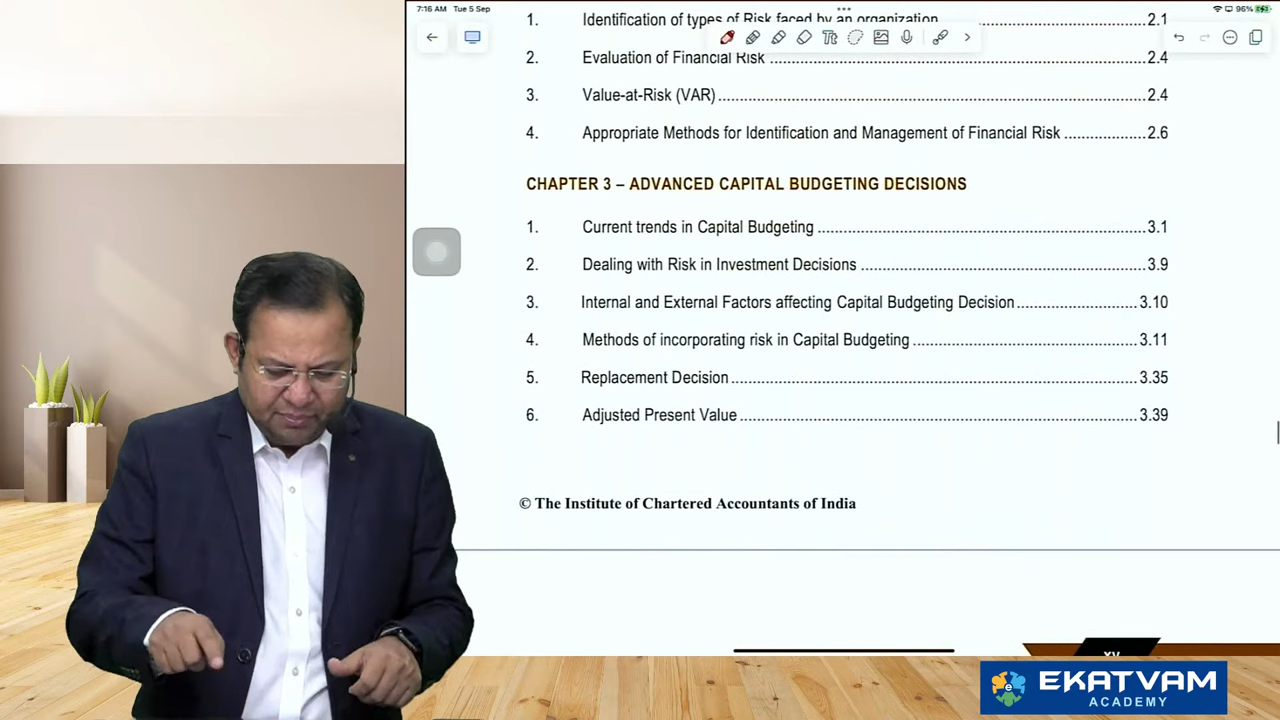 7:16 AM Tue 5 Sep
96%
1. Identification of types of Risk faced by an organization 2.1
2. Evaluation of Financial Risk ........ 2.4
3. Value-at-Risk (VAR) ........ 2.4
4. Appropriate Methods for Identification and Management of Financial Risk ........ 2.6
CHAPTER 3 – ADVANCED CAPITAL BUDGETING DECISIONS
1. Current trends in Capital Budgeting ........ 3.1
2. Dealing with Risk in Investment Decisions ........ 3.9
3. Internal and External Factors affecting Capital Budgeting Decision ........ 3.10
4. Methods of incorporating risk in Capital Budgeting ........ 3.11
5. Replacement Decision ........ 3.35
6. Adjusted Present Value ........ 3.39
© The Institute of Chartered Accountants of India
EKATVAM
ACADEMY